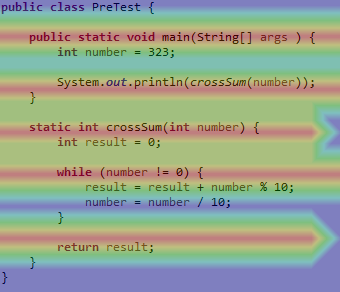 public class PreTest {
public static void main(String[] args ) {
int number = 323;
System.out.println(crossSum(number));
}
static int crossSum(int number) {
int result = 0;
while (number != 0) {
result = result + number % 10;
number = number / 10;
}
return result;
}
}